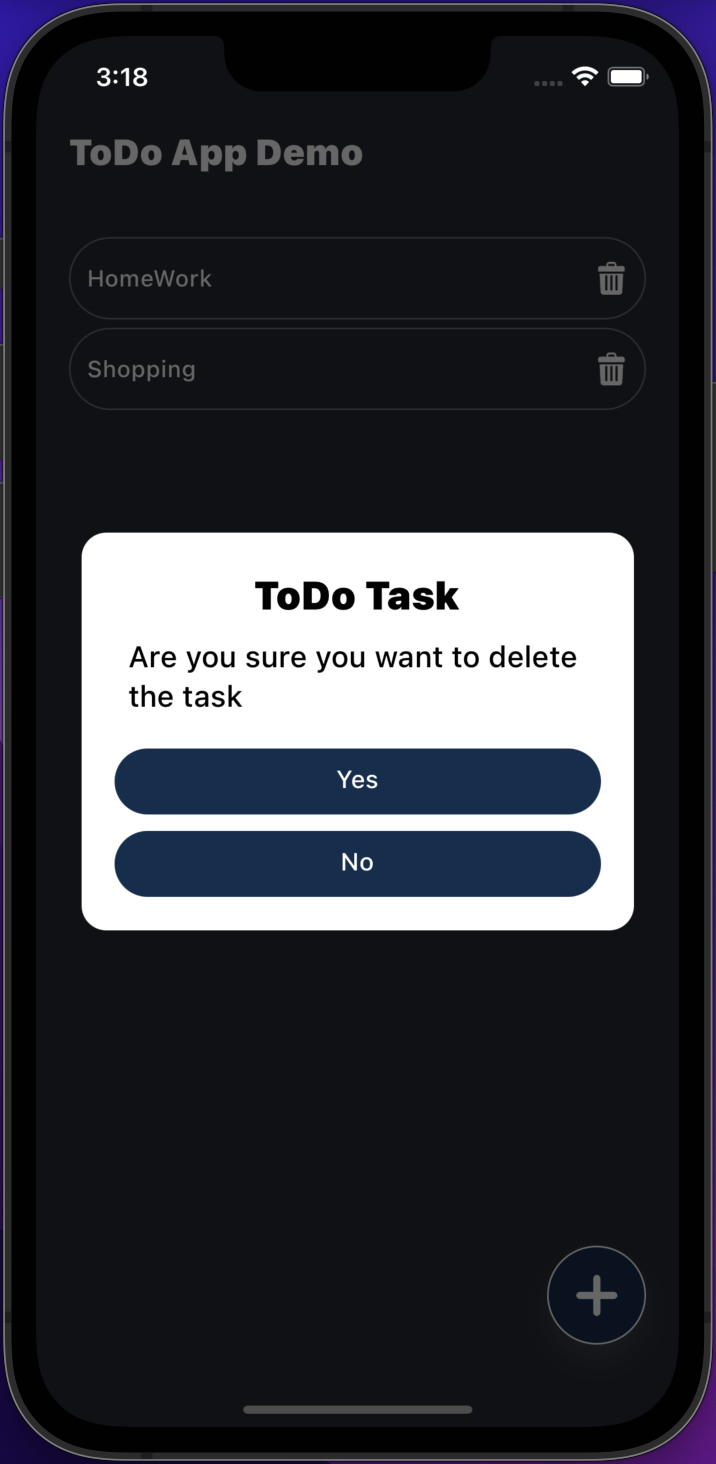 3:18
ToDo App Demo
HomeWork
Shopping
ToDo Task
Are you sure you want to delete
the task
Yes
No